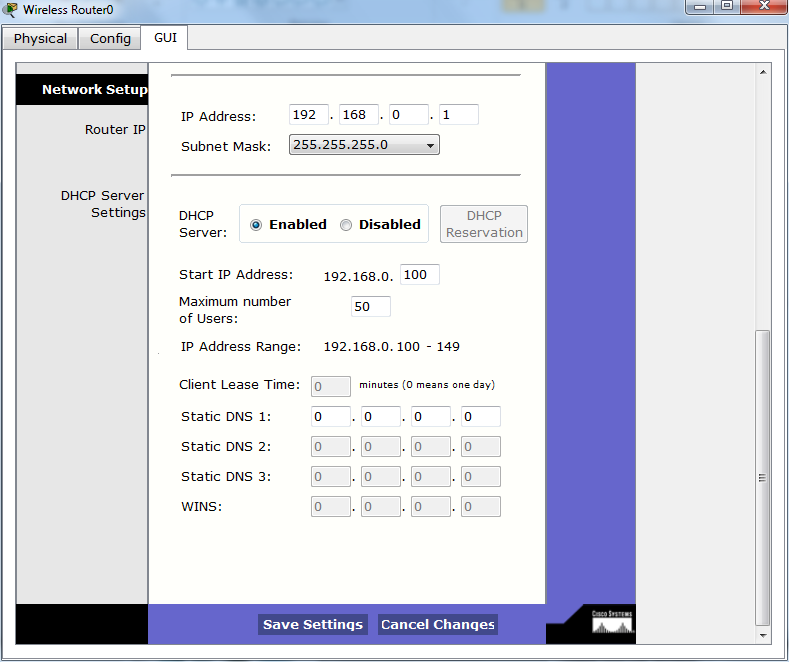 Wireless Router0
Physical Config GUI
Network Setup
Router IP
IP Address: 192 . 168 . 0 . 1
Subnet Mask: 255.255.255.0
DHCP Server
Settings
DHCP
Server:
Enabled Disabled
DHCP
Reservation
Start IP Address: 192.168.0. 100
Maximum number
of Users:
50
IP Address Range: 192.168.0.100 - 149
Client Lease Time: 0 minutes (0 means one day)
Static DNS 1: 0 . 0 . 0 . 0
Static DNS 2: 0 . 0 . 0 . 0
Static DNS 3: 0 . 0 . 0 . 0
WINS: 0 . 0 . 0 . 0
Save Settings Cancel Changes
CISCO SYSTEMS